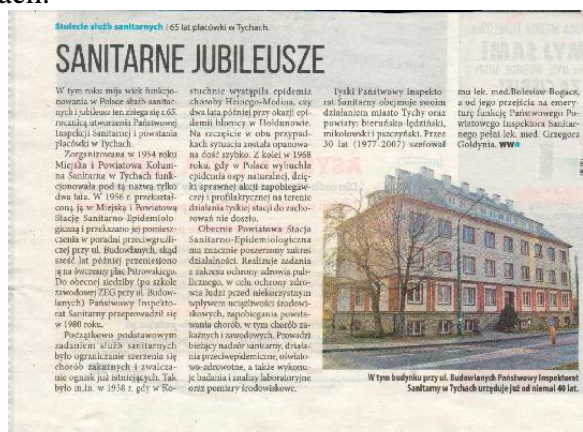 Stulecie służb sanitarnych | 65 lat placówki w Tychach.
SANITARNE JUBILEUSZE
W tym roku mija wiek funkcjo-
nowania w Polsce służb sanitar-
nych i jubileusz ten zbiega się z 65.
rocznicą utworzenia Państwowej
Inspekcji Sanitarnej i powstania
placówki w Tychach.
Zorganizowana w 1954 roku
Miejska i Powiatowa Kolum-
na Sanitarna w Tychach funk-
cjonowała pod tą nazwą tylko
dwa lata. W 1956 r. przekształ-
coną ją w Miejską i Powiatową
Stację Sanitarno-Epidemiolo-
giczną i przekazano jej pomiesz-
czenia w poradni przeciwgruźli-
czej przy ul. Budowlanych, skąd
sześć lat później przeniesiono
ją na ówczesny plac Pstrowskiego.
Do obecnej siedziby (po szkole
zawodowej ZEG przy ul. Budow-
lanych) Państwowy Inspekto-
rat Sanitarny przeprowadził się
w 1980 roku.
Początkowo podstawowym
zadaniem służb sanitarnych
było ograniczanie szerzenia się
chorób zakaźnych i zwalcza-
nie ognisk już istniejących. Tak
było m.in. w 1958 r. gdy w Ko-
stuchnie wystąpiła epidemia
choroby Heinego-Medina, czy
dwa lata później przy okazji epi-
demii błonicy w Hołdunowie.
Na szczęście w obu przypad-
kach sytuacja została opanowa-
na dość szybko. Z kolei w 1968
roku, gdy w Polsce wybuchła
epidemia ospy naturalnej, dzię-
ki sprawnej akcji zapobiegaw-
czej i profilaktycznej na terenie
działania tyskiej stacji do zacho-
rowań nie doszło.
Obecnie Powiatowa Stacja
Sanitarno-Epidemiologiczna
ma znacznie poszerzony zakres
działalności. Realizuje zadania
z zakresu ochrony zdrowia pub-
licznego, w celu ochrony zdro-
wia ludzi przed niekorzystnym
wpływem uciążliwości środowi-
skowych, zapobiegania powsta-
wania chorób, w tym chorób za-
kaźnych i zawodowych. Prowadzi
bieżący nadzór sanitarny, działa-
nia przeciwepidemiczne, oświato-
wo-zdrowotne, a także wykonu-
je badania i analizy laboratoryjne
oraz pomiary środowiskowe.
Tyski Państwowy Inspekto-
rat Sanitarny obejmuje swoim
działaniem miasto Tychy oraz
powiaty: bieruńsko-lędziński,
mikołowski i pszczyński. Przez
30 lat (1977-2007) szefował
mu lek. med. Bolesław Bogacz,
a od jego przejścia na emery-
turę funkcję Państwowego Po-
wiatowego Inspektora Sanitar-
nego pełni lek. med. Grzegorz
Gołdynia. WW
W tym budynku przy ul. Budowlanych Państwowy Inspektorat
Sanitarny w Tychach urzęduje już od niemal 40 lat.